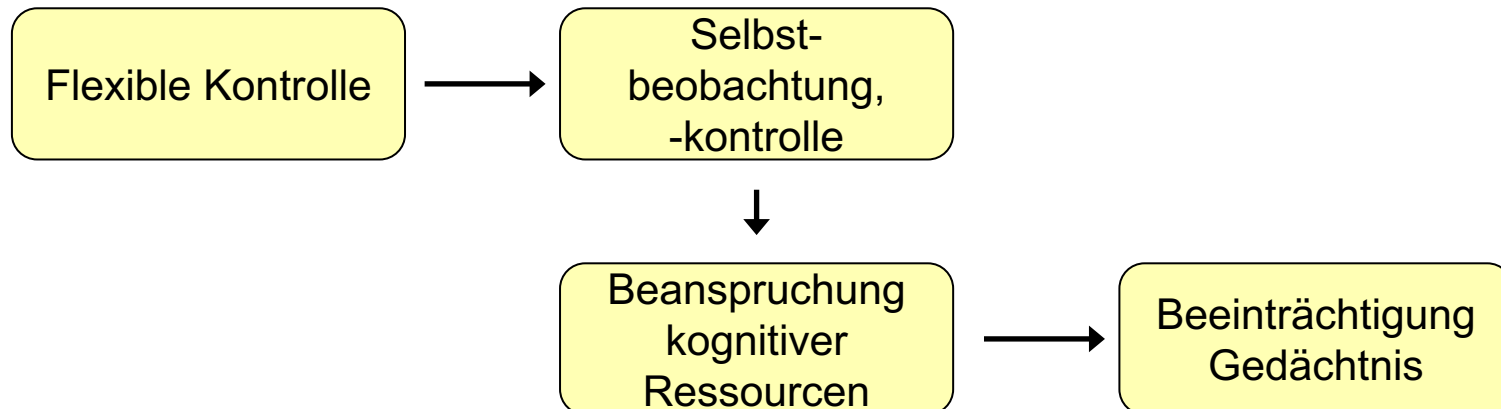 Flexible Kontrolle
Selbst-
beobachtung,
-kontrolle
Beanspruchung
kognitiver
Ressourcen
Beeinträchtigung
Gedächtnis